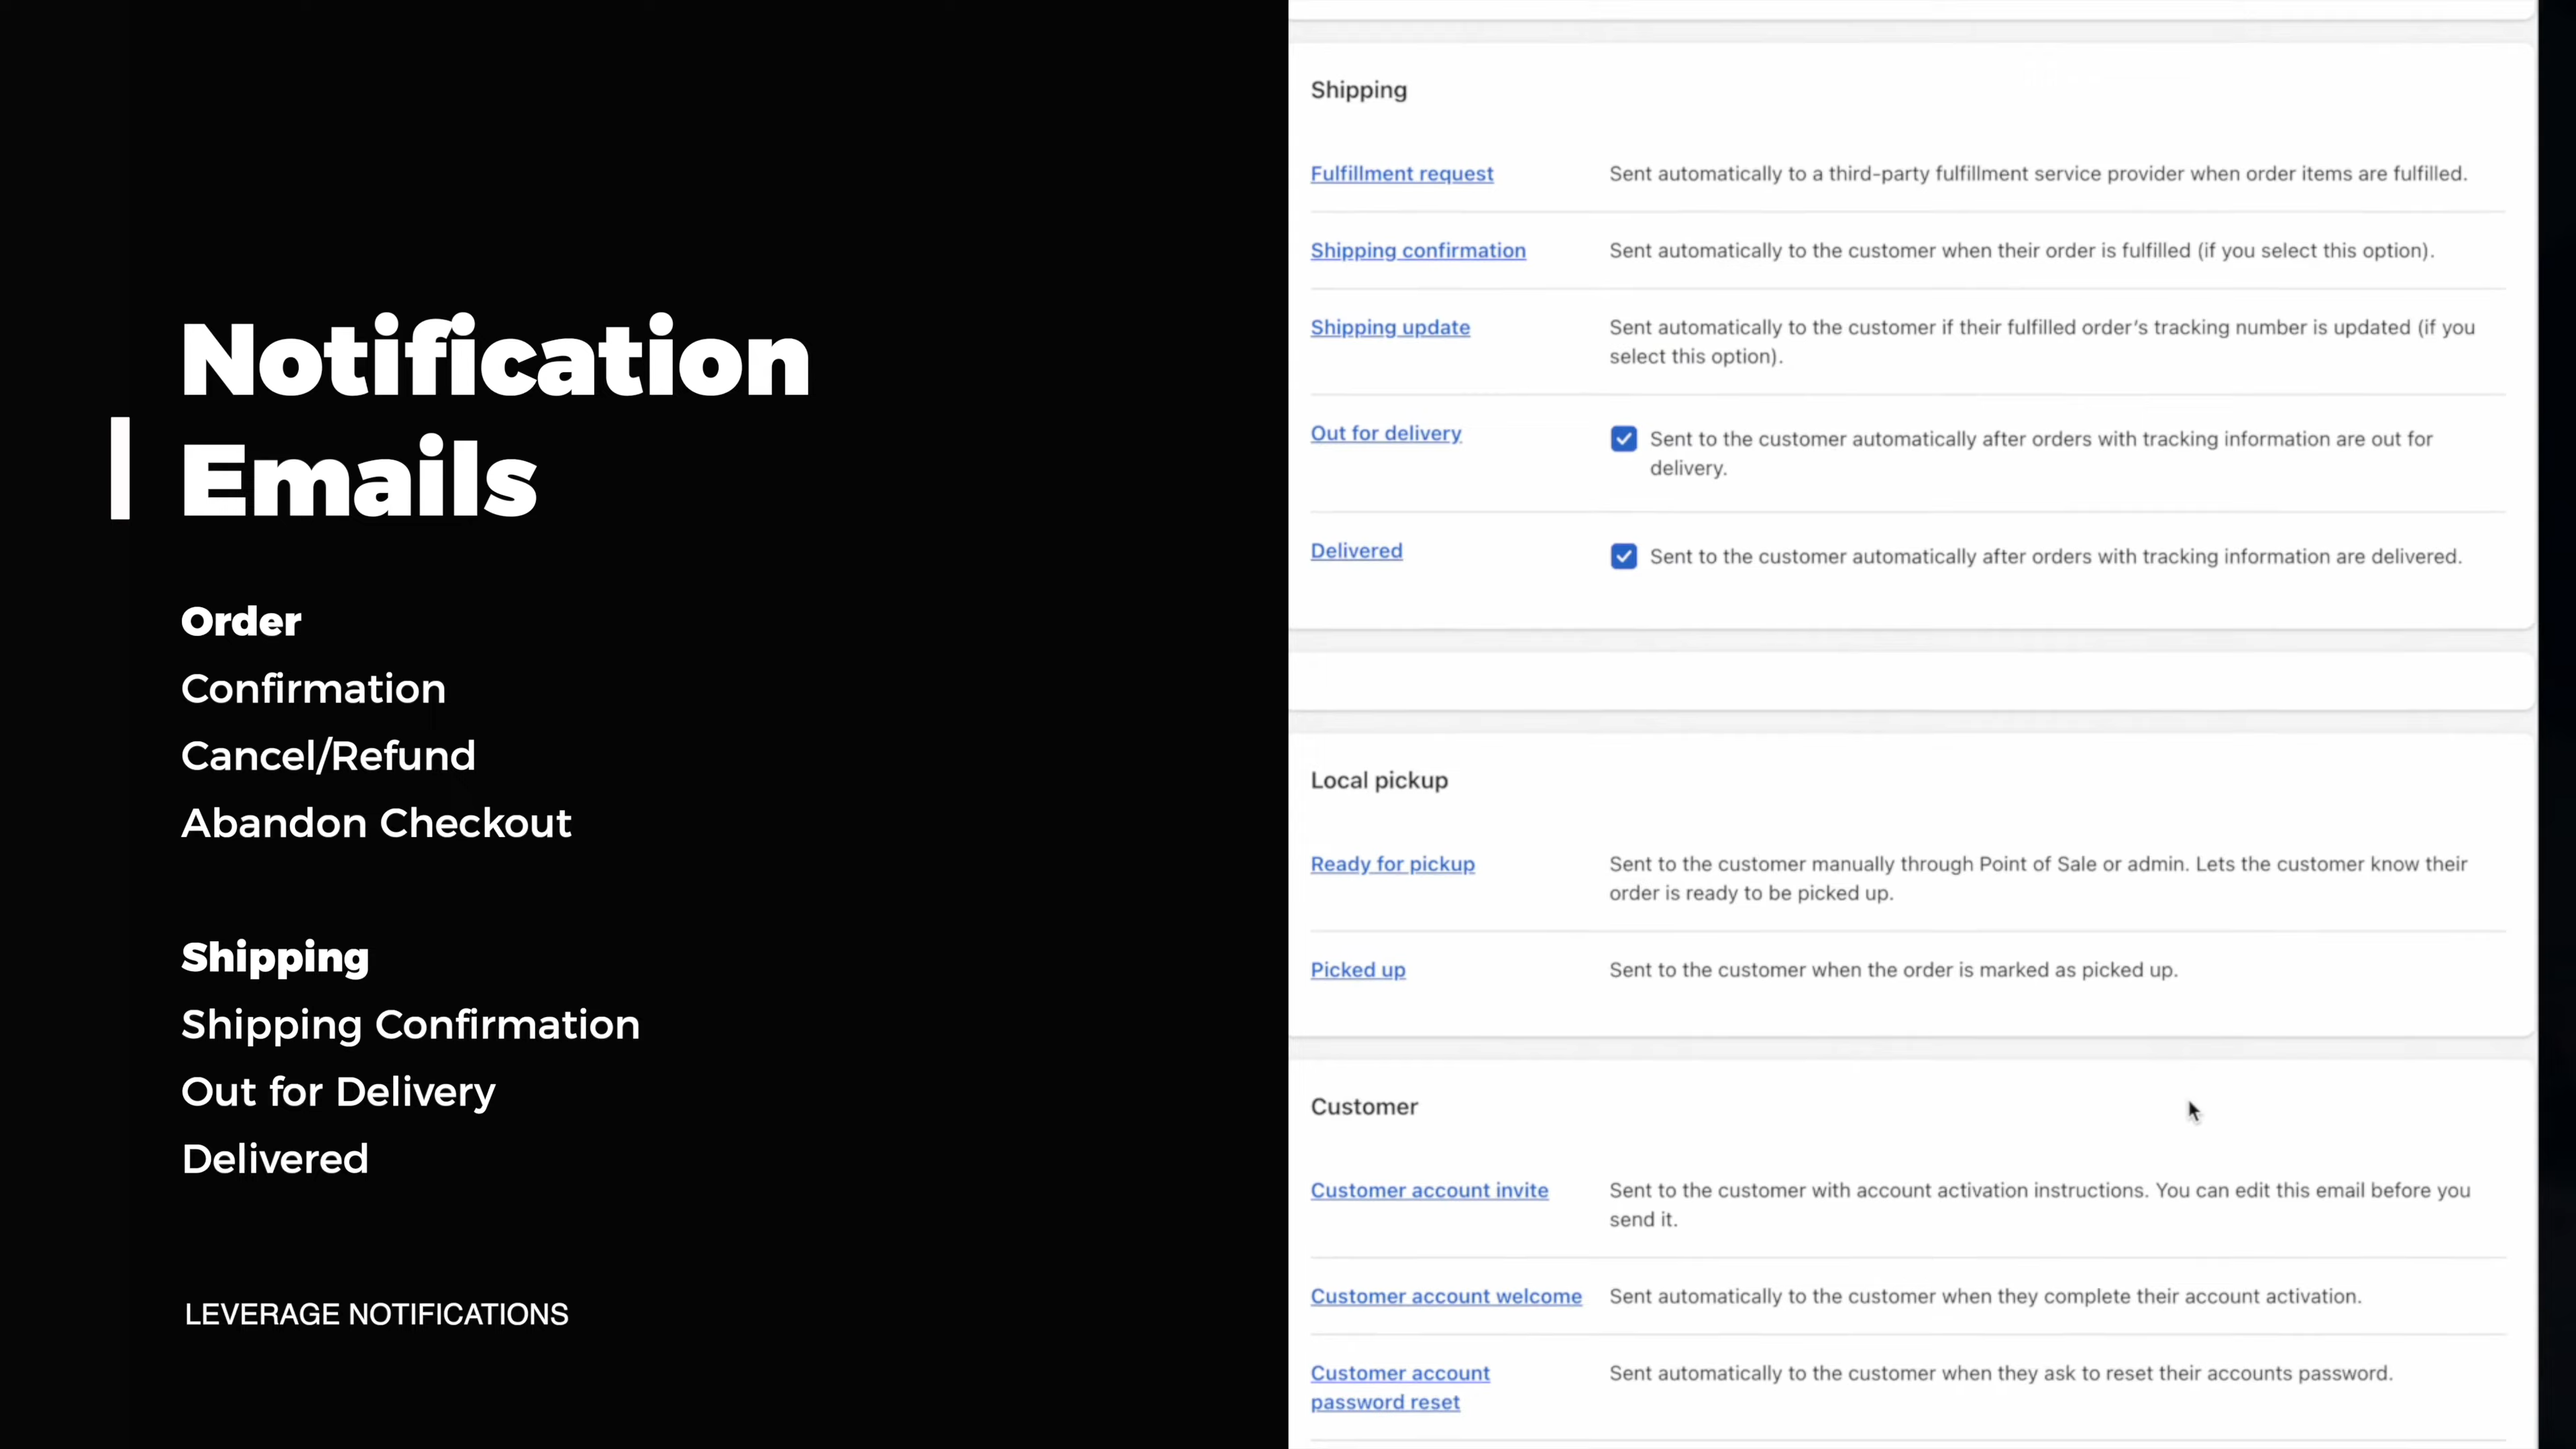 Notification
Emails
Order
Confirmation
Cancel/Refund
Abandon Checkout
Shipping
Shipping Confirmation
Out for Delivery
Delivered
LEVERAGE NOTIFICATIONS
Shipping
Fulfillment request
Sent automatically to a third-party fulfillment service provider when order items are fulfilled.
Shipping confirmation
Sent automatically to the customer when their order is fulfilled (if you select this option).
Shipping update
Sent automatically to the customer if their fulfilled order's tracking number is updated (if you
select this option).
Out for delivery
Sent to the customer automatically after orders with tracking information are out for
delivery.
Delivered
Sent to the customer automatically after orders with tracking information are delivered.
Local pickup
Ready for pickup
Sent to the customer manually through Point of Sale or admin. Lets the customer know their
order is ready to be picked up.
Picked up
Sent to the customer when the order is marked as picked up.
Customer
Customer account invite
Sent to the customer with account activation instructions. You can edit this email before you
send it.
Customer account welcome
Sent automatically to the customer when they complete their account activation.
Customer account
password reset
Sent automatically to the customer when they ask to reset their accounts password.